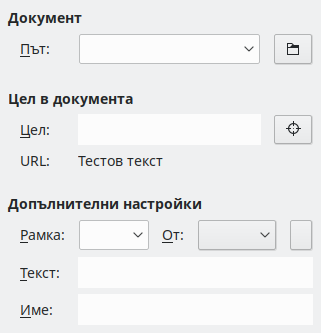 Документ
Път:
Цел в документа
Цел:
URL: Тестов текст
Допълнителни настройки
Рамка: От:
Текст:
Име: